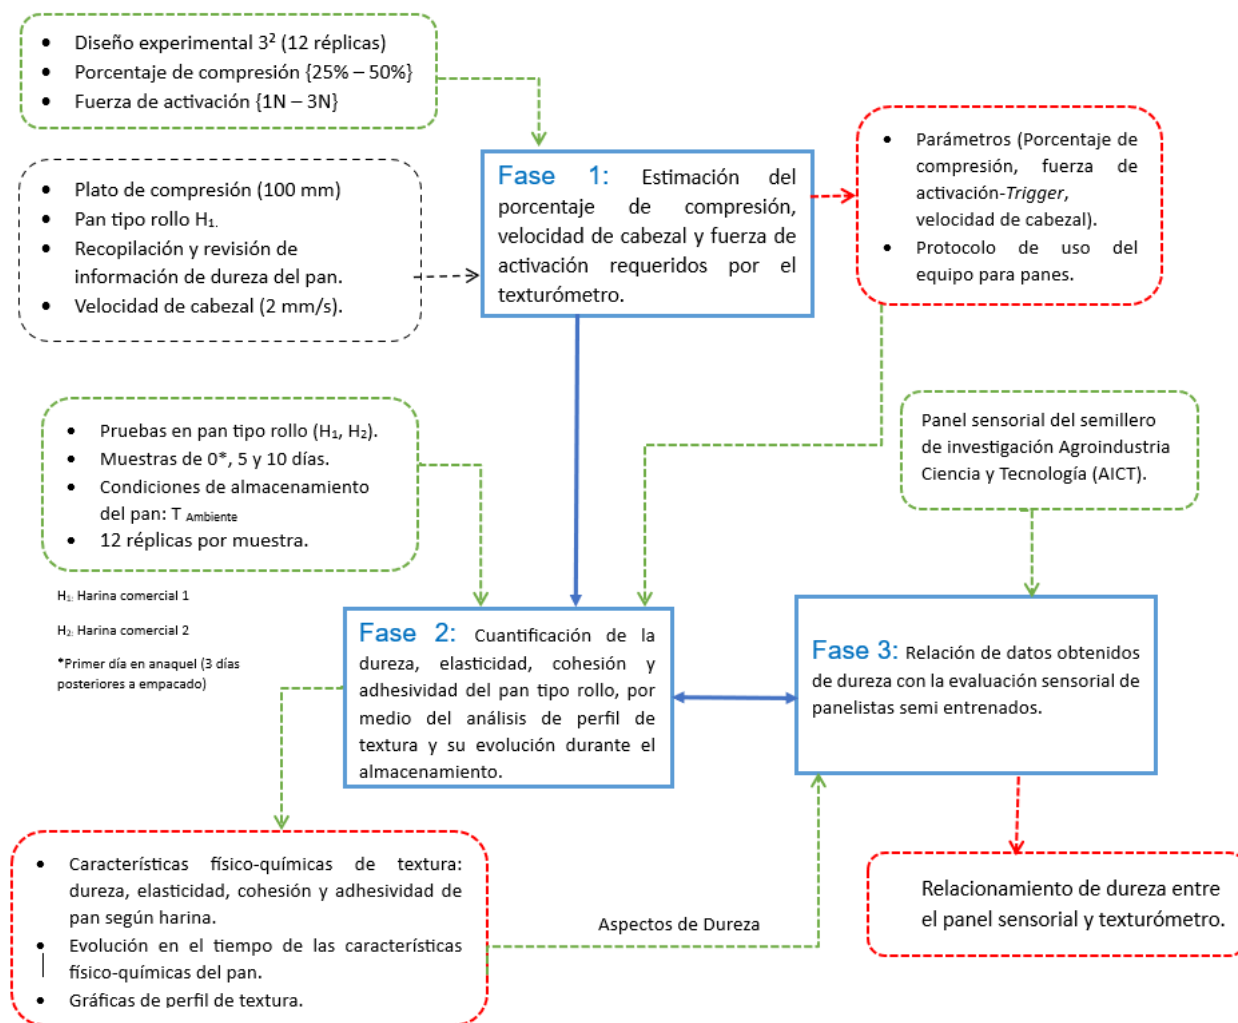 • Diseño experimental 3² (12 réplicas)
• Porcentaje de compresión {25% – 50%}
• Fuerza de activación {1N – 3N}
• Plato de compresión (100 mm)
• Pan tipo rollo H₁.
• Recopilación y revisión de
información de dureza del pan.
• Velocidad de cabezal (2 mm/s).
Fase 1: Estimación del
porcentaje de compresión,
velocidad de cabezal y fuerza de
activación requeridos por el
texturómetro.
• Parámetros (Porcentaje de
compresión, fuerza de
activación-Trigger,
velocidad de cabezal).
• Protocolo de uso del
equipo para panes.
• Pruebas en pan tipo rollo (H₁, H₂).
• Muestras de 0*, 5 y 10 días.
• Condiciones de almacenamiento
del pan: T Ambiente
• 12 réplicas por muestra.
Panel sensorial del semillero
de investigación Agroindustria
Ciencia y Tecnología (AICT).
H₁: Harina comercial 1
H₂: Harina comercial 2
*Primer día en anaquel (3 días
posteriores a empacado)
Fase 2: Cuantificación de la
dureza, elasticidad, cohesión y
adhesividad del pan tipo rollo, por
medio del análisis de perfil de
textura y su evolución durante el
almacenamiento.
Fase 3: Relación de datos obtenidos
de dureza con la evaluación sensorial de
panelistas semi entrenados.
• Características físico-químicas de textura:
dureza, elasticidad, cohesión y adhesividad de
pan según harina.
• Evolución en el tiempo de las características
físico-químicas del pan.
• Gráficas de perfil de textura.
Aspectos de Dureza
Relacionamiento de dureza entre
el panel sensorial y texturómetro.